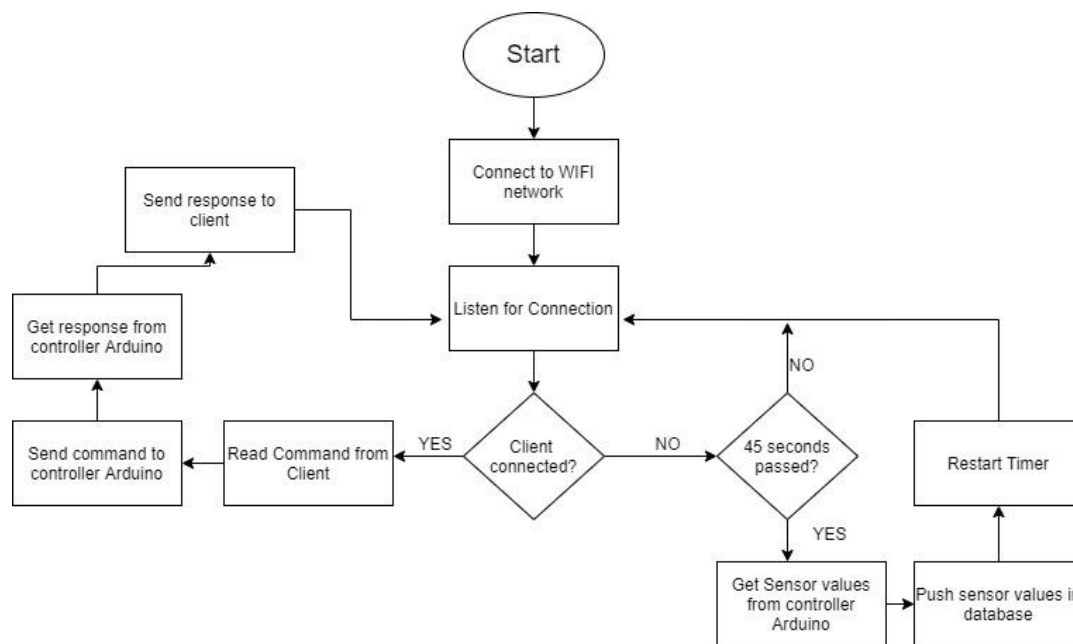 Start
Connect to WIFI
network
Send response to
client
Listen for Connection
Get response from
controller Arduino
NO
Send command to
controller Arduino
Read Command from
Client
YES
Client
connected?
NO
45 seconds
passed?
Restart Timer
YES
Get Sensor values
from controller
Arduino
Push sensor values in
database